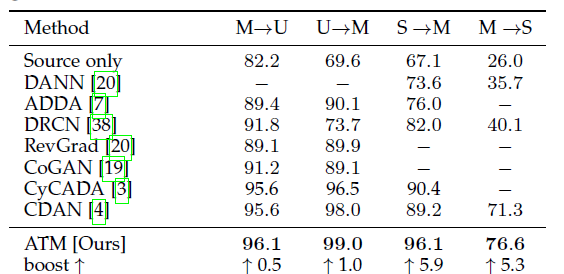 Method M→U U→M S→M M→S
Source only 82.2 69.6 67.1 26.0
DANN [20] – – 73.6 35.7
ADDA [7] 89.4 90.1 76.0 –
DRCN [38] 91.8 73.7 82.0 40.1
RevGrad [20] 89.1 89.9 – –
CoGAN [19] 91.2 89.1 – –
CyCADA [3] 95.6 96.5 90.4 –
CDAN [4] 95.6 98.0 89.2 71.3
ATM [Ours] 96.1 99.0 96.1 76.6
boost ↑ ↑ 0.5 ↑ 1.0 ↑ 5.9 ↑ 5.3